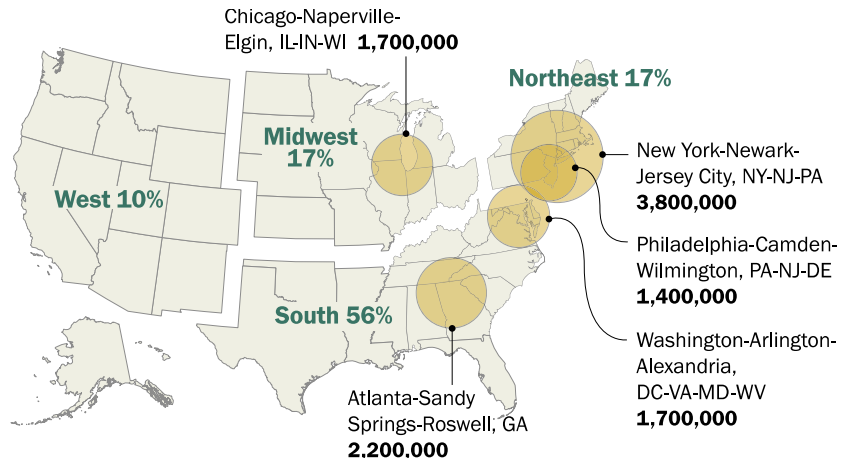 Chicago-Naperville-
Elgin, IL-IN-WI 1,700,000
Northeast 17%
Midwest
17%
West 10%
South 56%
New York-Newark-
Jersey City, NY-NJ-PA
3,800,000
Philadelphia-Camden-
Wilmington, PA-NJ-DE
1,400,000
Washington-Arlington-
Alexandria,
DC-VA-MD-WV
1,700,000
Atlanta-Sandy
Springs-Roswell, GA
2,200,000